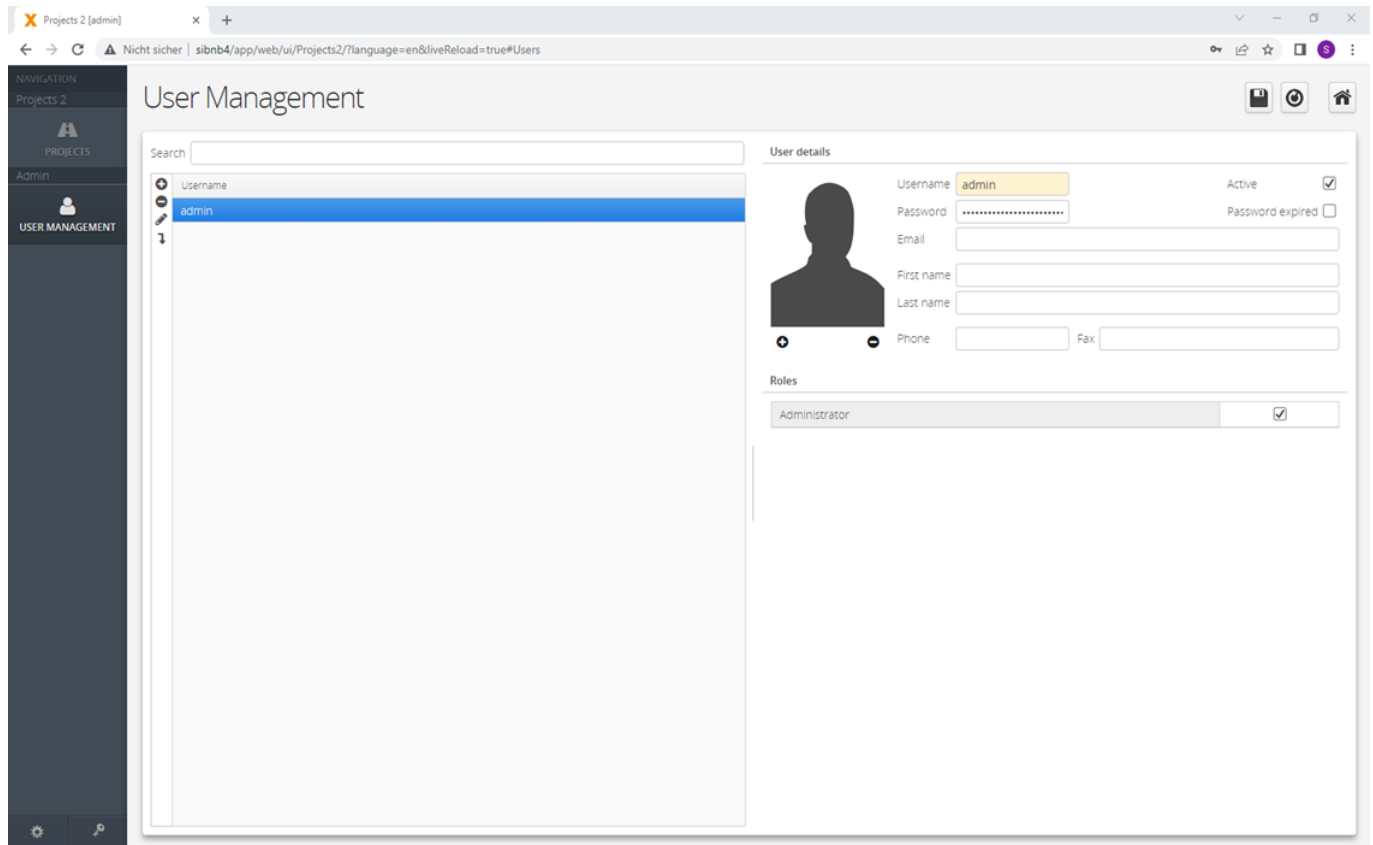 Projects 2 [admin]
Nicht sicher | sibnb4/app/web/ui/Projects2/?language=en&liveReload=true#Users
S
NAVIGATION
Projects 2
PROJECTS
Admin
USER MANAGEMENT
User Management
Search
Username
admin
User details
Username admin Active
Password Password expired
Email
First name
Last name
Phone Fax
Roles
Administrator